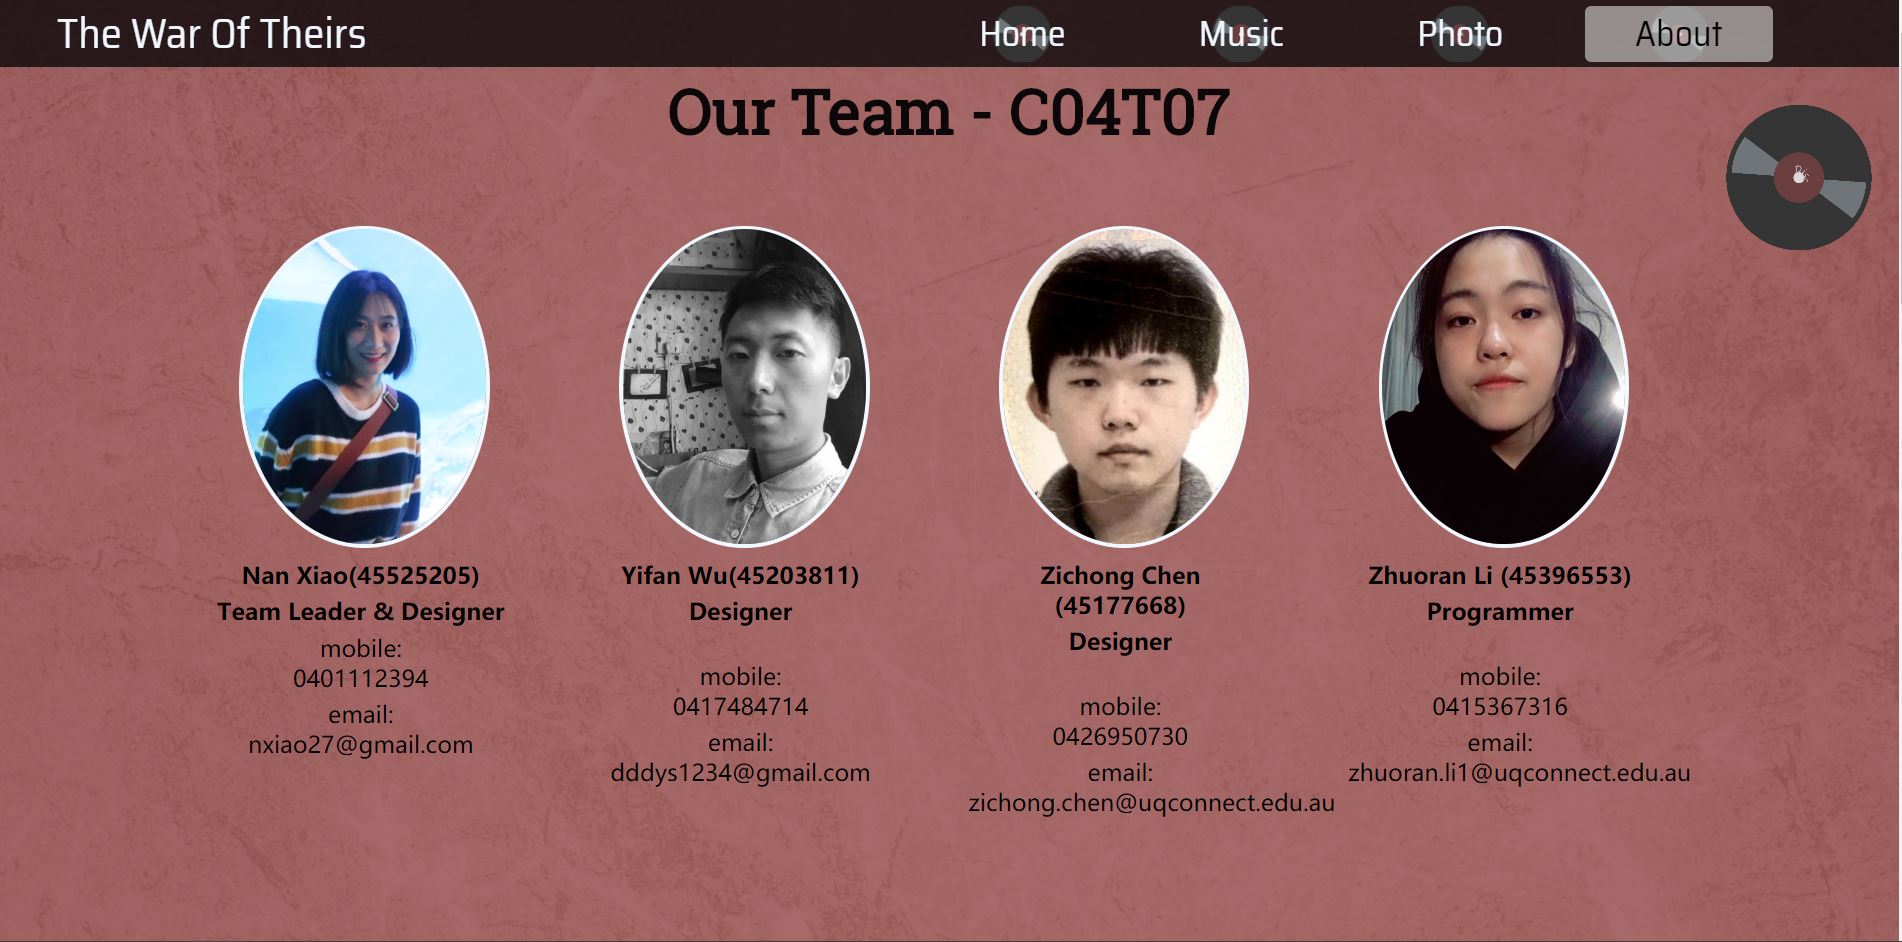 The War Of Theirs
Home Music Photo About
Our Team - C04T07
Nan Xiao(45525205)
Team Leader & Designer
mobile:
0401112394
email:
nxiao27@gmail.com
Yifan Wu(45203811)
Designer
mobile:
0417484714
email:
dddys1234@gmail.com
Zichong Chen
(45177668)
Designer
mobile:
0426950730
email:
zichong.chen@uqconnect.edu.au
Zhuoran Li (45396553)
Programmer
mobile:
0415367316
email:
zhuoran.li1@uqconnect.edu.au